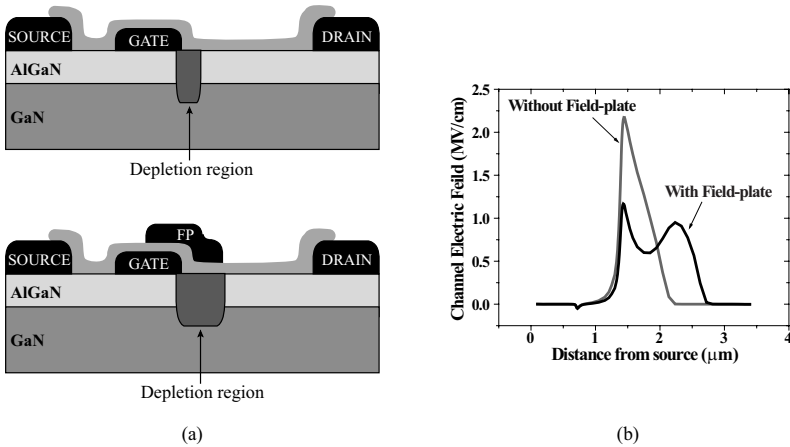 SOURCE
GATE
DRAIN
AlGaN
GaN
Depletion region
FP
SOURCE
GATE
DRAIN
AlGaN
GaN
Depletion region
(a)
Channel Electric Feild (MV/cm)
2.5
2.0
1.5
1.0
0.5
0.0
Without Field-plate
With Field-plate
0 1 2 3 4
Distance from source (μm)
(b)